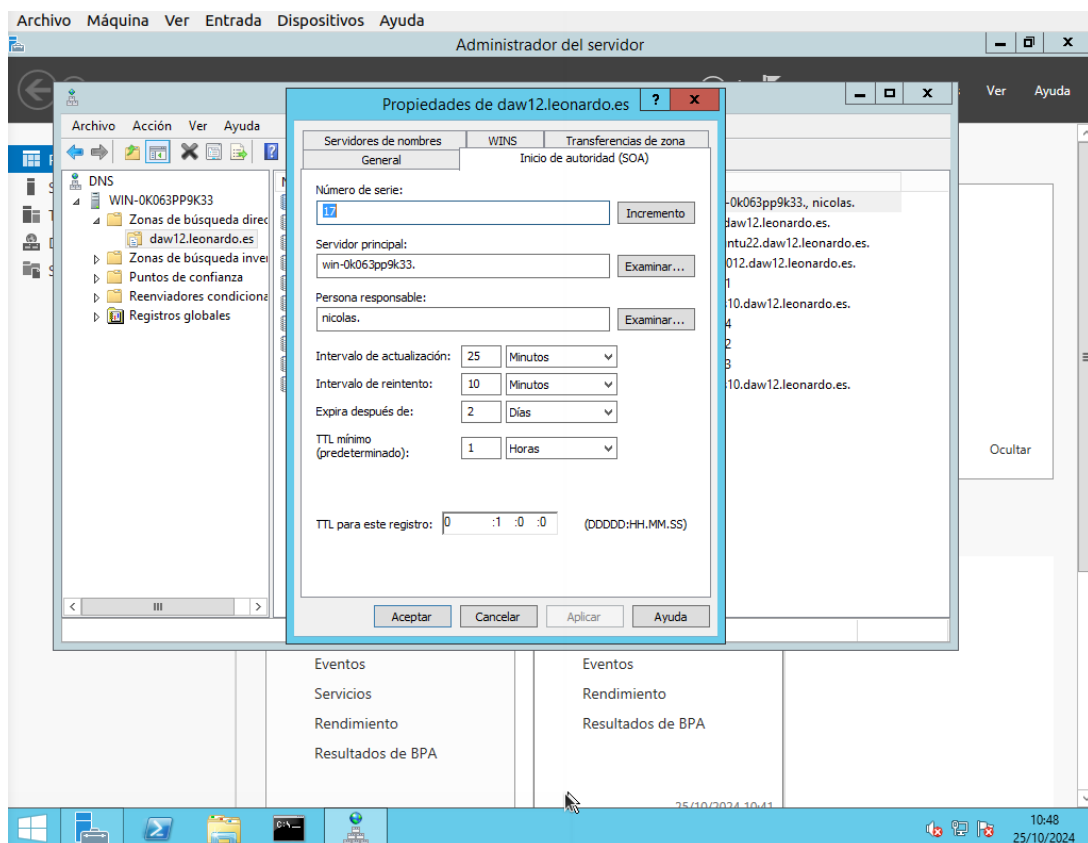 Archivo Máquina Ver Entrada Dispositivos Ayuda
Administrador del servidor
Ver Ayuda
Propiedades de daw12.leonardo.es ? x
Archivo Acción Ver Ayuda
DNS
WIN-0K063PP9K33
Zonas de búsqueda direc
daw12.leonardo.es
Zonas de búsqueda inve
Puntos de confianza
Reenviadores condiciona
Registros globales
Servidores de nombres WINS Transferencias de zona
General Inicio de autoridad (SOA)
Número de serie:
17 Incremento
Servidor principal:
win-0k063pp9k33. Examinar...
Persona responsable:
nicolas. Examinar...
Intervalo de actualización: 25 Minutos
Intervalo de reintento: 10 Minutos
Expira después de: 2 Días
TTL mínimo
(predeterminado): 1 Horas
TTL para este registro: 0 :1 :0 :0 (DDDDD:HH.MM.SS)
Aceptar Cancelar Aplicar Ayuda
-0k063pp9k33., nicolas.
daw12.leonardo.es.
ntu22.daw12.leonardo.es.
012.daw12.leonardo.es.
1
10.daw12.leonardo.es.
4
2
3
10.daw12.leonardo.es.
Ocultar
Eventos
Servicios
Rendimiento
Resultados de BPA
Eventos
Rendimiento
Resultados de BPA
25/10/2024 10:41
10:48
25/10/2024